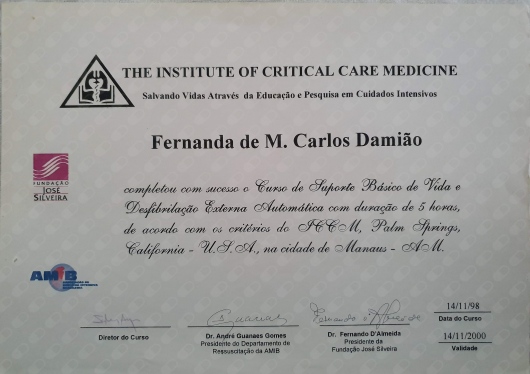 THE INSTITUTE OF CRITICAL CARE MEDICINE
Salvando Vidas Através da Educação e Pesquisa em Cuidados Intensivos
Fernanda de M. Carlos Damião
FUNDAÇÃO
JOSÉ
SILVEIRA
completou com sucesso o Curso de Suporte Básico de Vida e
Desfibrilação Externa Automática com duração de 5 horas,
de acordo com os critérios do ICCM, Palm Springs,
California - U.S.A., na cidade de Manaus - AM.
AMIB
14/11/98
Data do Curso
Diretor do Curso
Dr. André Guanaes Gomes
Presidente do Departamento de
Ressuscitação da AMIB
Dr. Fernando D'Almeida
Presidente da
Fundação José Silveira
14/11/2000
Validade